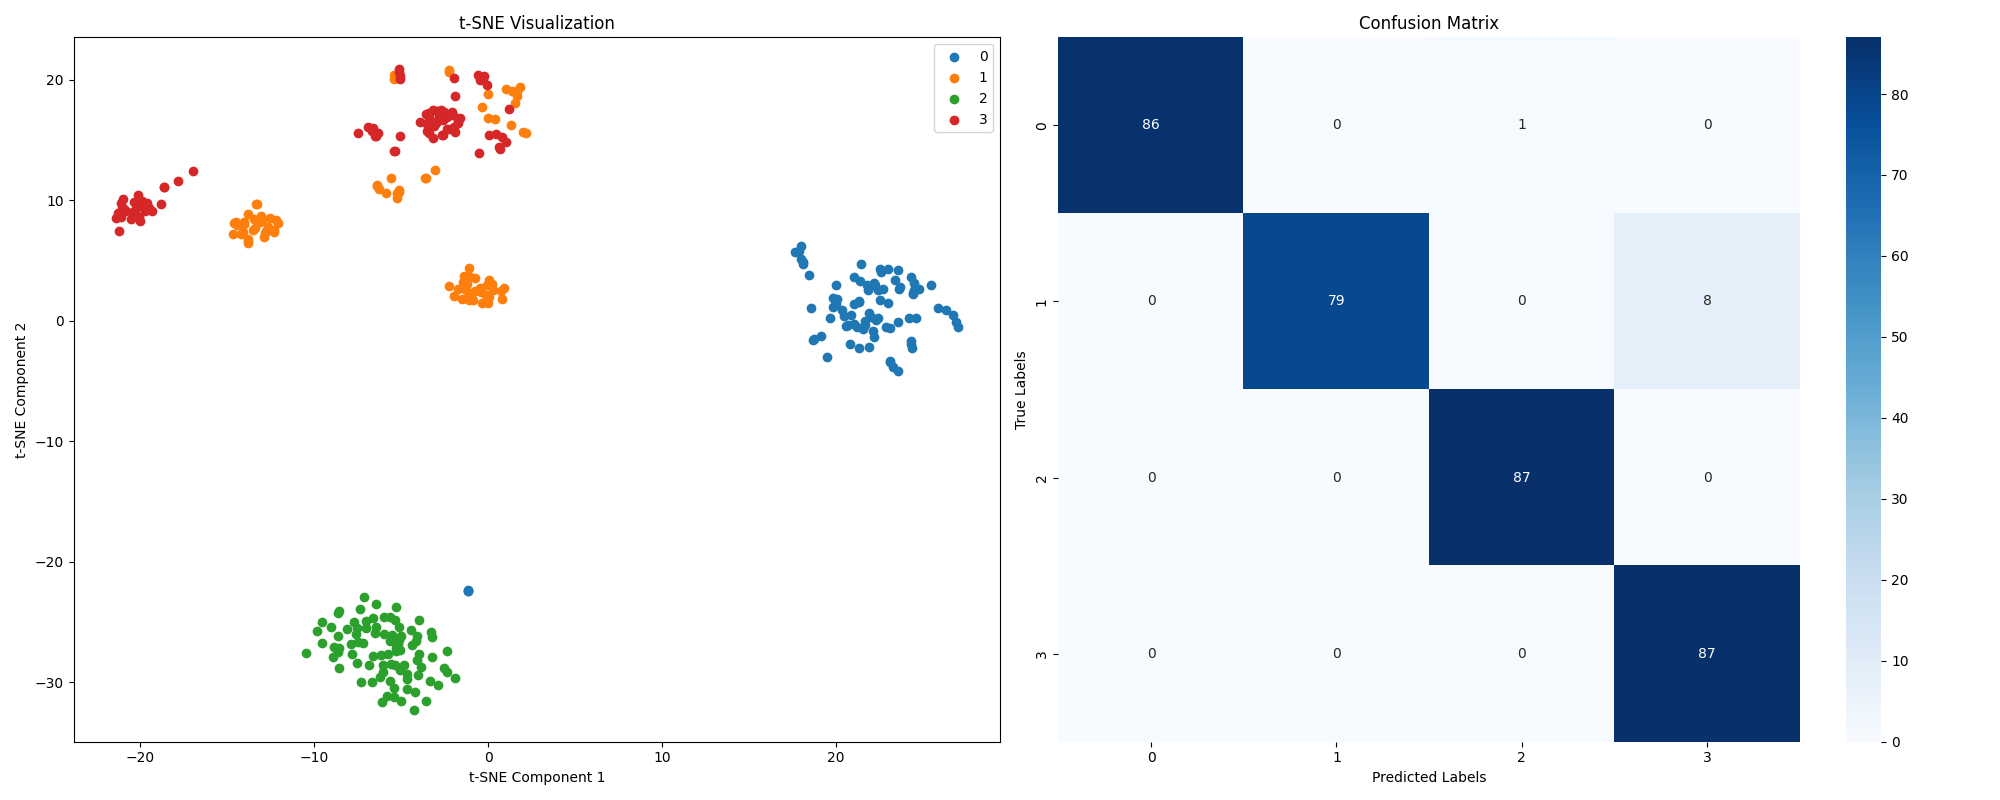 t-SNE Visualization
0
1
2
3
20
10
0
−10
−20
−30
t-SNE Component 2
−20
−10
0
10
20
t-SNE Component 1
Confusion Matrix
0
1
2
3
True Labels
86 0 1 0
0 79 0 8
0 0 87 0
0 0 0 87
0 1 2 3
Predicted Labels
80
70
60
50
40
30
20
10
0